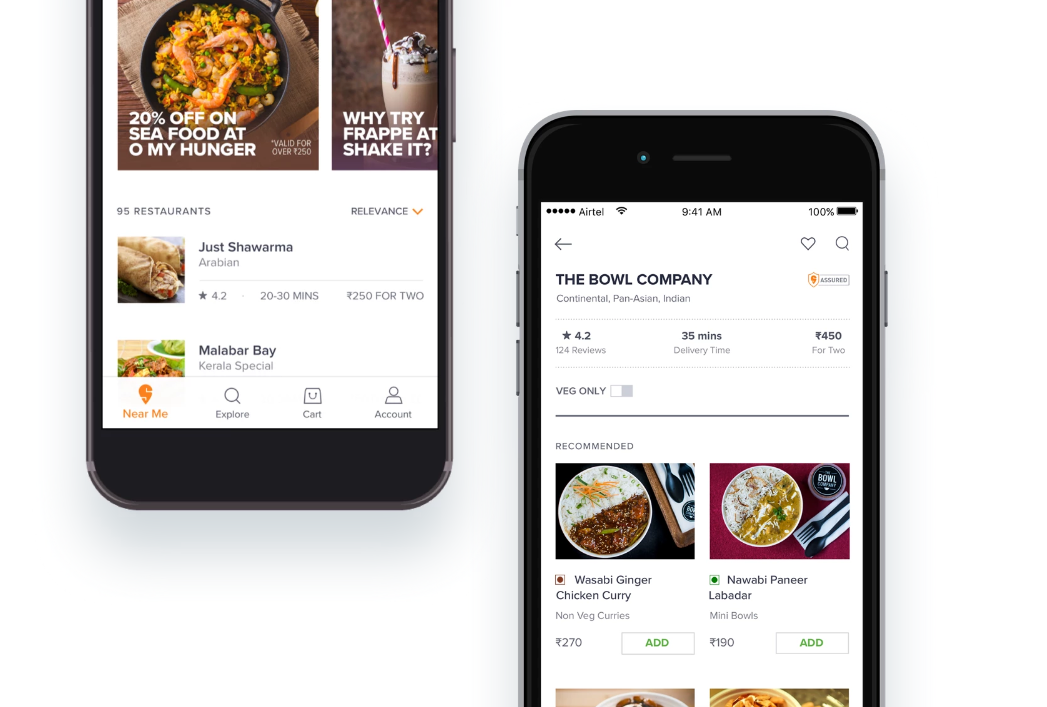 20% OFF ON
SEA FOOD AT
O MY HUNGER
*VALID FOR
OVER ₹250
WHY TRY
FRAPPE AT
SHAKE IT?
95 RESTAURANTS
RELEVANCE
Just Shawarma
Arabian
★ 4.2 · 20-30 MINS ₹250 FOR TWO
Malabar Bay
Kerala Special
Near Me Explore Cart Account
Airtel 9:41 AM 100%
THE BOWL COMPANY
ASSURED
Continental, Pan-Asian, Indian
★ 4.2 35 mins ₹450
124 Reviews Delivery Time For Two
VEG ONLY
RECOMMENDED
THE
BOWL
COMPANY
Wasabi Ginger
Chicken Curry
Non Veg Curries
₹270 ADD
Nawabi Paneer
Labadar
Mini Bowls
₹190 ADD